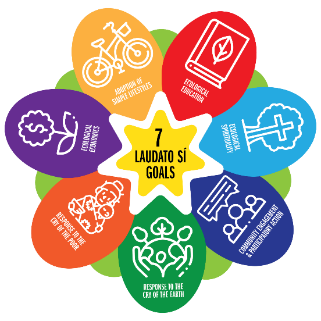 7
LAUDATO SÍ
GOALS
ADOPTION OF
SIMPLE LIFESTYLES
ECOLOGICAL
EDUCATION
ECOLOGICAL
SPIRITUALITY
COMMUNITY ENGAGEMENT
& PARTICIPATORY ACTION
RESPONSE TO THE
CRY OF THE EARTH
RESPONSE TO THE
CRY OF THE POOR
ECOLOGICAL
ECONOMICS
$